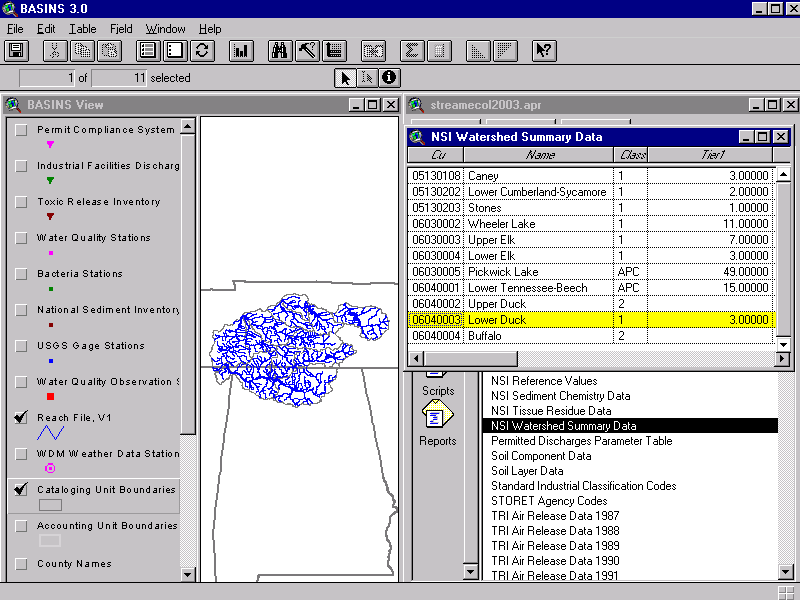 BASINS 3.0
File Edit Table Field Window Help
1 of 11 selected
BASINS View
Permit Compliance System
Industrial Facilities Discharg
Toxic Release Inventory
Water Quality Stations
Bacteria Stations
National Sediment Inventory
USGS Gage Stations
Water Quality Observation S
Reach File, V1
WDM Weather Data Station
Cataloging Unit Boundaries
Accounting Unit Boundaries
County Names
streamecol2003.apr
NSI Watershed Summary Data
Cu Name Class Tier1
05130108 Caney 1 3.00000
05130202 Lower Cumberland-Sycamore 1 2.00000
05130203 Stones 1 1.00000
06030002 Wheeler Lake 1 11.00000
06030003 Upper Elk 1 7.00000
06030004 Lower Elk 1 3.00000
06030005 Pickwick Lake APC 49.00000
06040001 Lower Tennessee-Beech APC 15.00000
06040002 Upper Duck 2
06040003 Lower Duck 1 3.00000
06040004 Buffalo 2
Scripts
Reports
NSI Reference Values
NSI Sediment Chemistry Data
NSI Tissue Residue Data
NSI Watershed Summary Data
Permitted Discharges Parameter Table
Soil Component Data
Soil Layer Data
Standard Industrial Classification Codes
STORET Agency Codes
TRI Air Release Data 1987
TRI Air Release Data 1988
TRI Air Release Data 1989
TRI Air Release Data 1990
TRI Air Release Data 1991